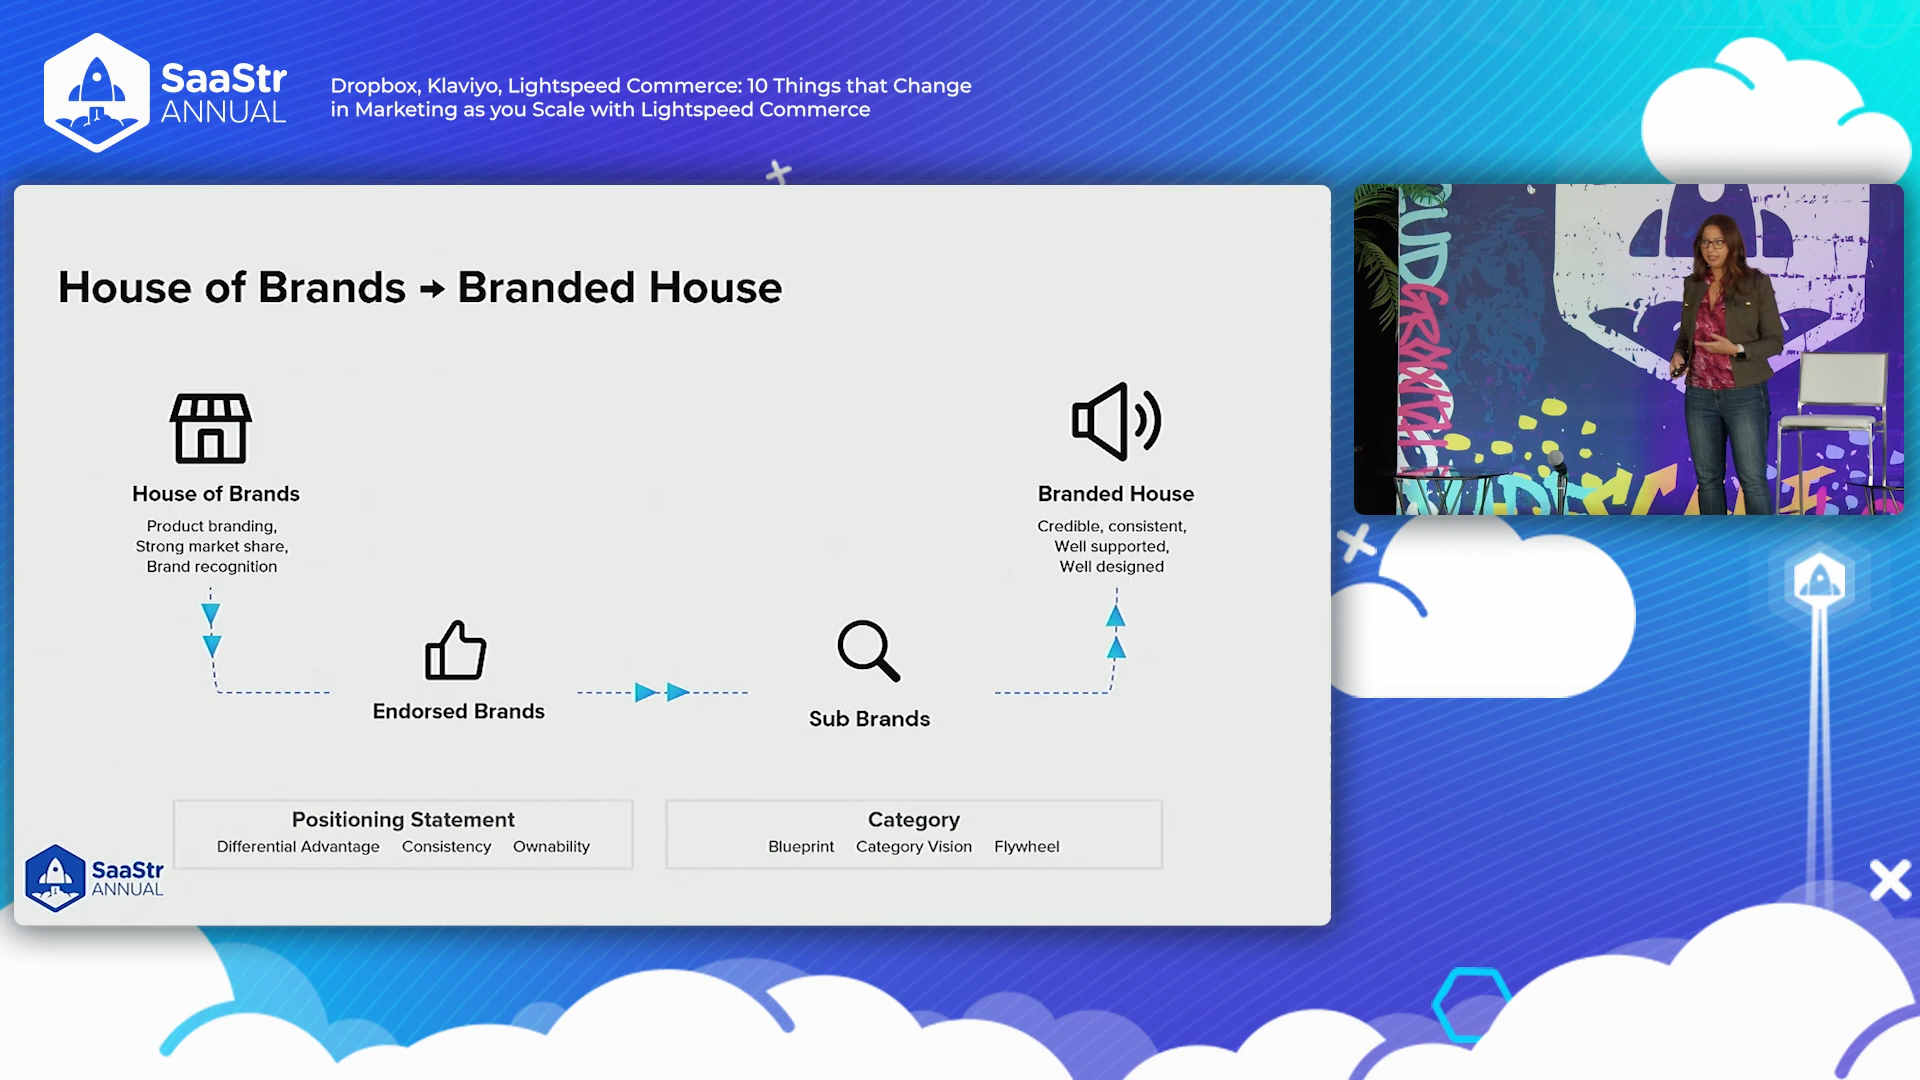 SaaStr
ANNUAL
Dropbox, Klaviyo, Lightspeed Commerce: 10 Things that Change
in Marketing as you Scale with Lightspeed Commerce
House of Brands → Branded House
House of Brands
Product branding,
Strong market share,
Brand recognition
Branded House
Credible, consistent,
Well supported,
Well designed
Endorsed Brands
Sub Brands
Positioning Statement
Differential Advantage Consistency Ownability
Category
Blueprint Category Vision Flywheel
SaaStr
ANNUAL